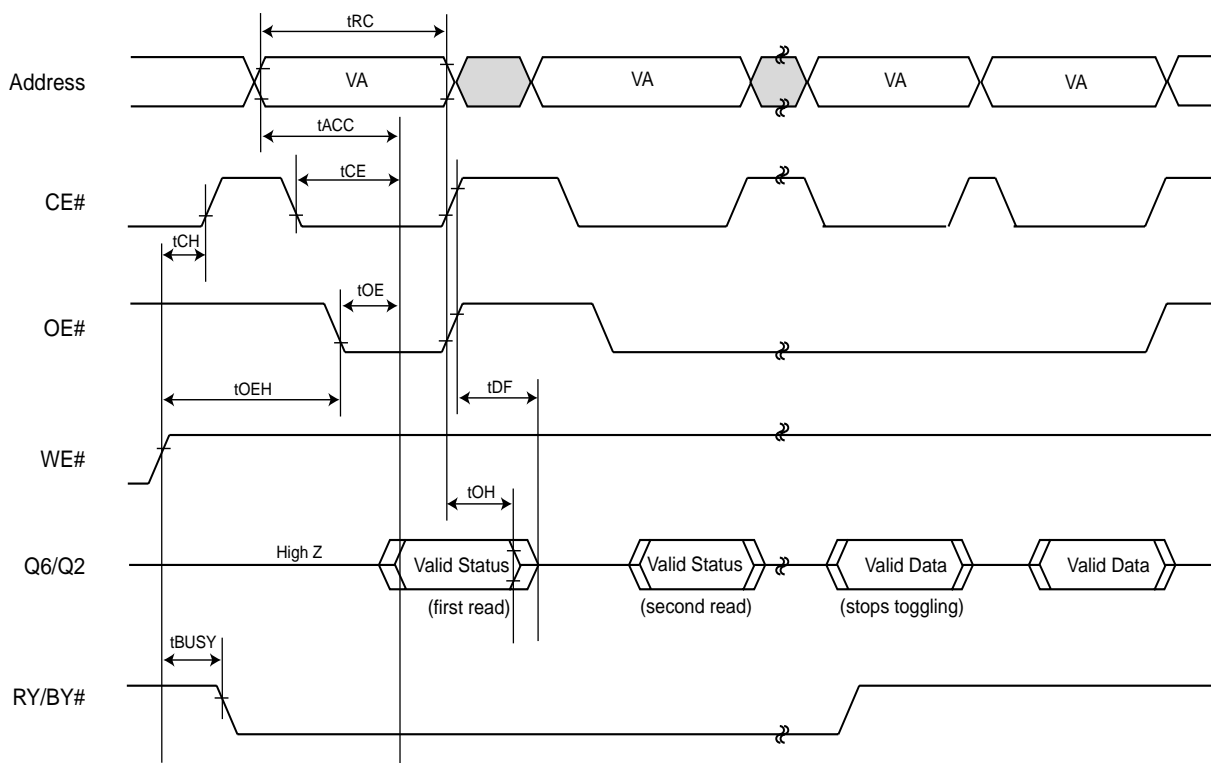 tRC
Address
VA
VA
VA
VA
tACC
tCE
CE#
tCH
tOE
OE#
tDF
tOEH
WE#
tOH
High Z
Q6/Q2
Valid Status
Valid Status
Valid Data
Valid Data
(first read)
(second read)
(stops toggling)
tBUSY
RY/BY#